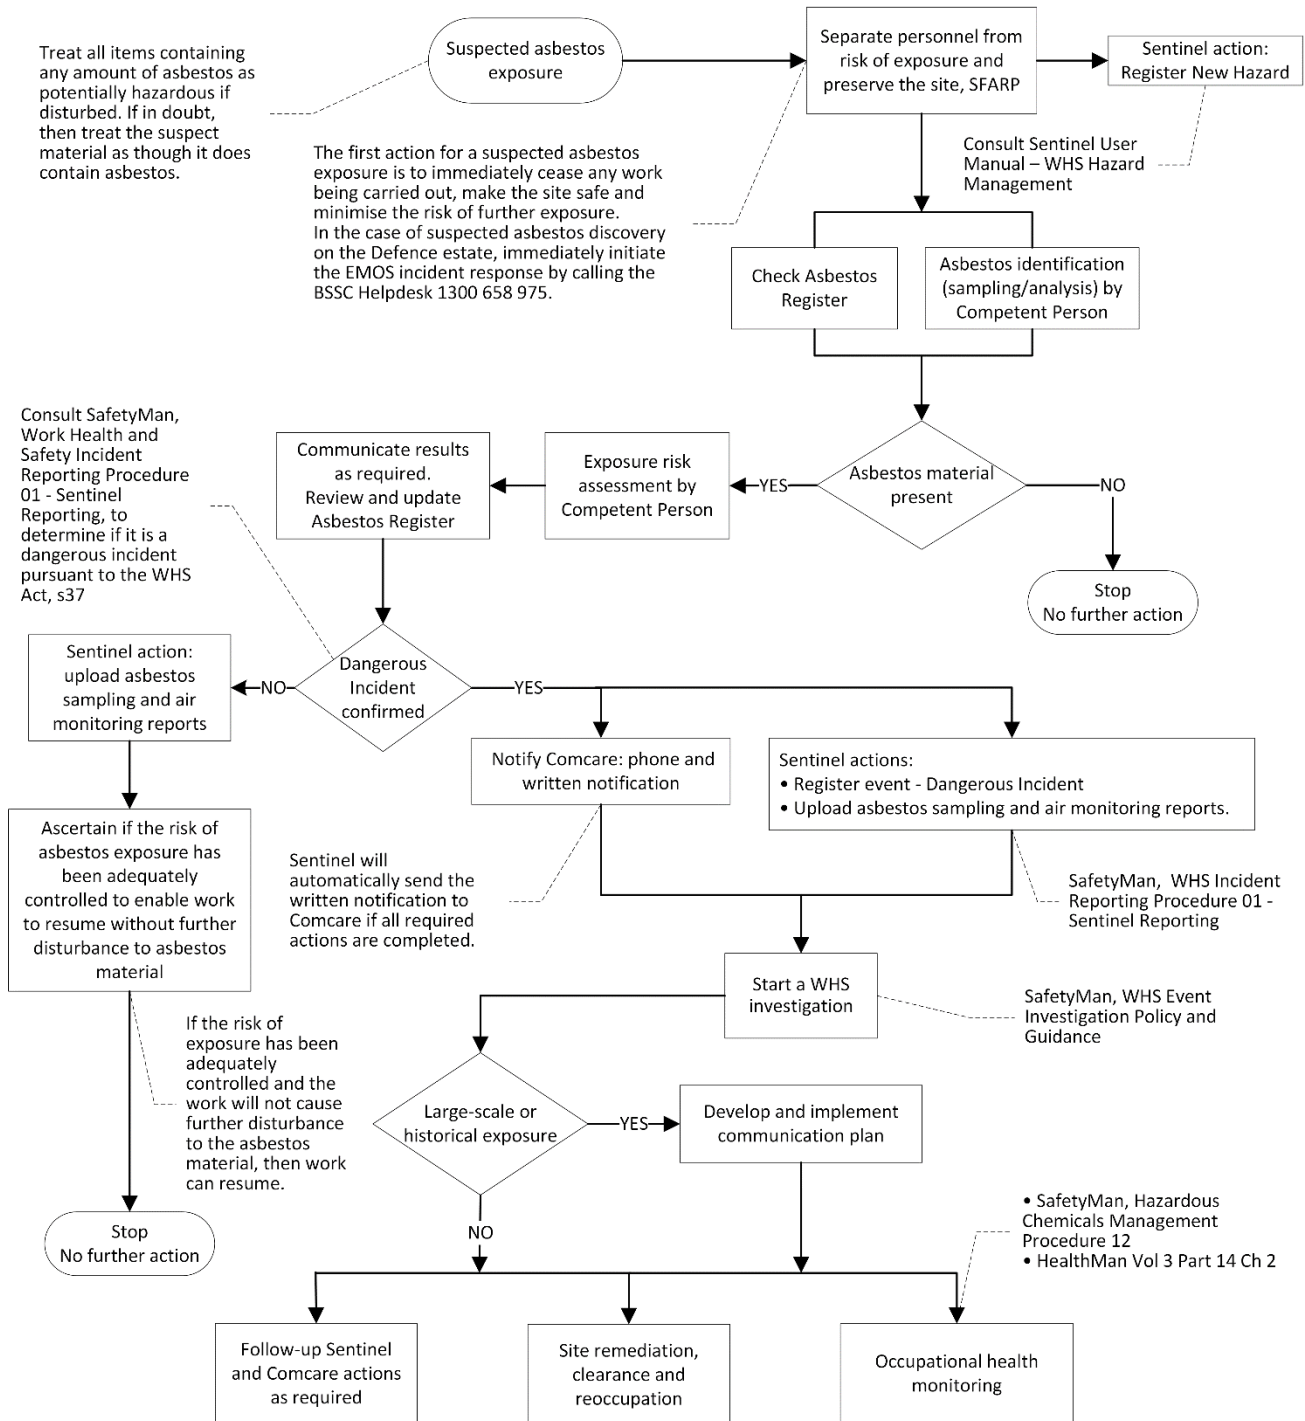 Treat all items containing
any amount of asbestos as
potentially hazardous if
disturbed. If in doubt,
then treat the suspect
material as though it does
contain asbestos.
Suspected asbestos
exposure
Separate personnel from
risk of exposure and
preserve the site, SFARP
Sentinel action:
Register New Hazard
The first action for a suspected asbestos
exposure is to immediately cease any work
being carried out, make the site safe and
minimise the risk of further exposure.
In the case of suspected asbestos discovery
on the Defence estate, immediately initiate
the EMOS incident response by calling the
BSSC Helpdesk 1300 658 975.
Consult Sentinel User
Manual – WHS Hazard
Management
Check Asbestos
Register
Asbestos identification
(sampling/analysis) by
Competent Person
Consult SafetyMan,
Work Health and
Safety Incident
Reporting Procedure
01 - Sentinel
Reporting, to
determine if it is a
dangerous incident
pursuant to the WHS
Act, s37
Communicate results
as required.
Review and update
Asbestos Register
Exposure risk
assessment by
Competent Person
YES
Asbestos material
present
NO
Stop
No further action
Sentinel action:
upload asbestos
sampling and air
monitoring reports
NO
Dangerous
Incident
confirmed
YES
Notify Comcare: phone and
written notification
Sentinel actions:
• Register event - Dangerous Incident
• Upload asbestos sampling and air monitoring reports.
Ascertain if the risk of
asbestos exposure has
been adequately
controlled to enable work
to resume without further
disturbance to asbestos
material
Sentinel will
automatically send the
written notification to
Comcare if all required
actions are completed.
SafetyMan, WHS Incident
Reporting Procedure 01 -
Sentinel Reporting
Start a WHS
investigation
SafetyMan, WHS Event
Investigation Policy and
Guidance
If the risk of
exposure has been
adequately
controlled and the
work will not cause
further disturbance
to the asbestos
material, then work
can resume.
Large-scale or
historical exposure
YES
Develop and implement
communication plan
Stop
No further action
NO
• SafetyMan, Hazardous
Chemicals Management
Procedure 12
• HealthMan Vol 3 Part 14 Ch 2
Follow-up Sentinel
and Comcare actions
as required
Site remediation,
clearance and
reoccupation
Occupational health
monitoring